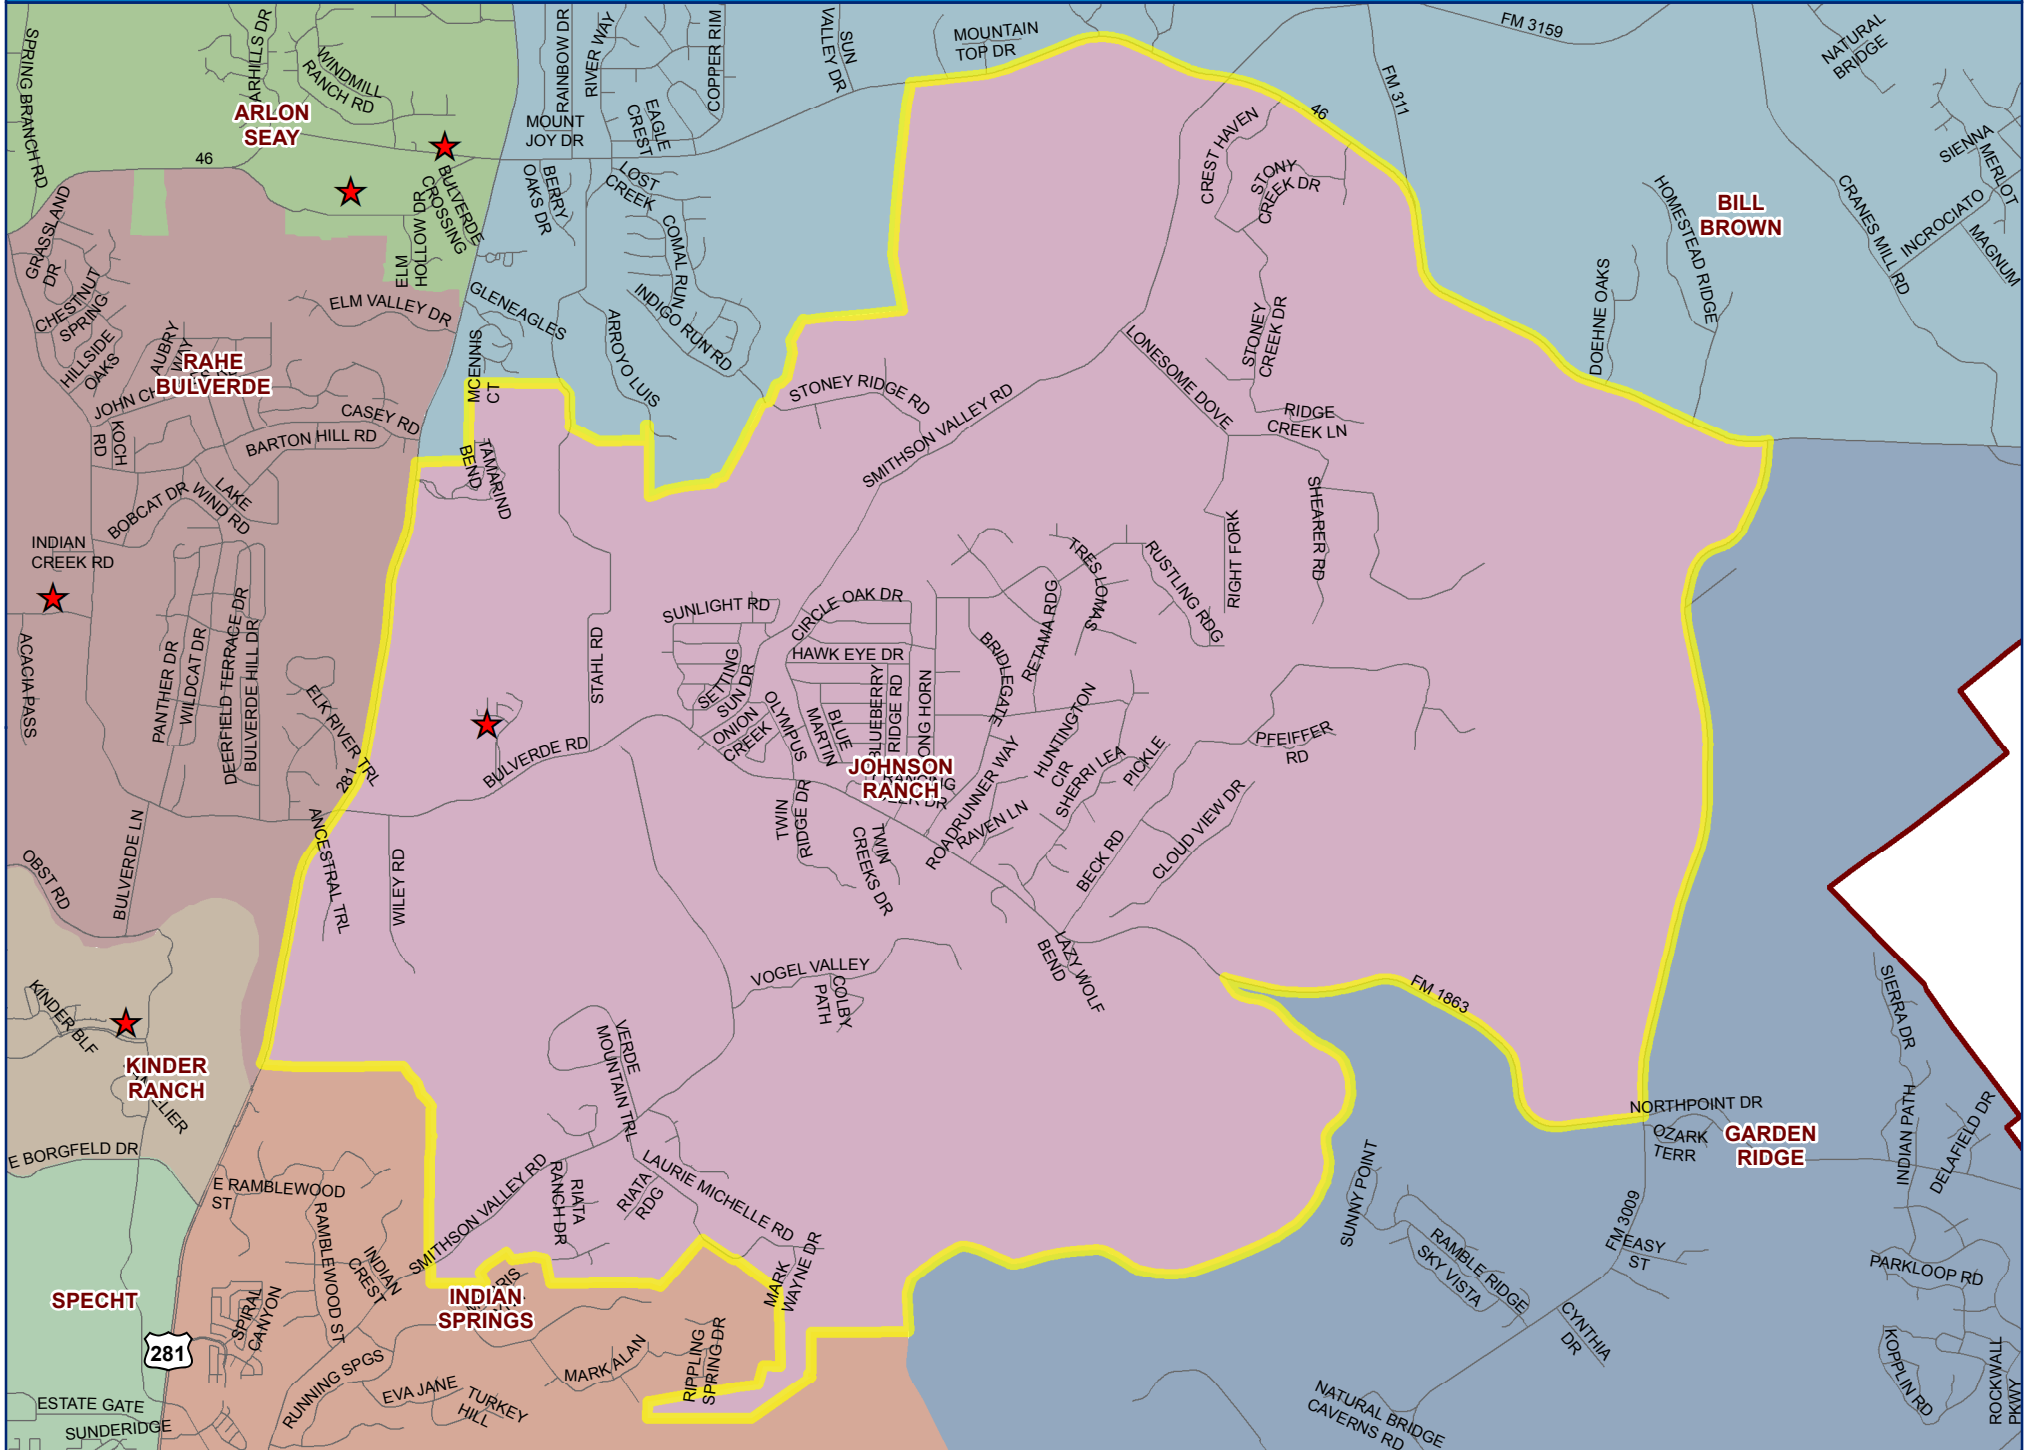 SPRING BRANCH RD
ARHILLS DR
WINDMILL
RANCH RD
ARLON
SEAY
46
BULVERDE
CROSSING
ELM
HOLLOW DR
RAINBOW DR
RIVER WAY
COPPER RIM
EAGLE
CREST
MOUNT
JOY DR
BERRY
OAKS DR
LOST
CREEK
COMAL RUN
INDIGO RUN RD
SUN
VALLEY DR
MOUNTAIN
TOP DR
FM 3159
FM 311
46
NATURAL
BRIDGE
SIENNA
MERLOT
INCROCIATO
MAGNUM
CRANES MILL RD
BILL
BROWN
HOMESTEAD RIDGE
DOEHNE OAKS
CREST HAVEN
STONY
CREEK DR
STONEY
CREEK DR
LONESOME DOVE
RIDGE
CREEK LN
GRASSLAND
DR
CHESTNUT
SPRING
HILLSIDE
OAKS
AUBRY
WAY
RAHE
BULVERDE
JOHN CH
KOCH
RD
ELM VALLEY DR
GLENEAGLES
ARROYO LUIS
MCENNIS
CT
CASEY RD
BARTON HILL RD
TAMARIND
BEND
BOBCAT DR
LAKE
WIND RD
INDIAN
CREEK RD
ACACIA PASS
PANTHER DR
WILDCAT DR
DEERFIELD TERRACE DR
BULVERDE HILL DR
ELK RIVER TRL
281
STONEY RIDGE RD
SMITHSON VALLEY RD
RIGHT FORK
SHEARER RD
SUNLIGHT RD
CIRCLE OAK DR
HAWK EYE DR
SETTING
SUN DR
ONION
CREEK
OLYMPUS
BLUE
MARTIN
BLUEBERRY
RIDGE RD
ONG HORN
BRIDLEGATE
RETAMA RDG
TRES LOMAS
RUSTLING RDG
STAHL RD
BULVERDE RD
JOHNSON
RANCH
HUNTINGTON
CIR
SHERRI LEA
PICKLE
PFEIFFER
RD
ROADRUNNER WAY
RAVEN LN
BECK RD
CLOUD VIEW DR
TWIN
RIDGE DR
TWIN
CREEKS DR
ANCESTRAL TRL
WILEY RD
BULVERDE LN
OBST RD
LAZY WOLF
BEND
VOGEL VALLEY
COLBY
PATH
FM 1863
KINDER BLF
KINDER
RANCH
E BORGFELD DR
VERDE
MOUNTAIN TRL
NORTHPOINT DR
OZARK
TERR
GARDEN
RIDGE
SIERRA DR
INDIAN PATH
DELAFIELD DR
SUNNY POINT
E RAMBLEWOOD
ST
RAMBLEWOOD ST
INDIAN
CREST
SMITHSON VALLEY RD
RIATA
RANCH DR
RIATA
RDG
LAURIE MICHELLE RD
MARK
WAYNE DR
FM 3009
EASY
ST
RAMBLE RIDGE
SKY VISTA
CYNTHIA
DR
PARKLOOP RD
SPECHT
281
SPIRAL
CANYON
INDIAN
SPRINGS
RUNNING SPGS
EVA JANE
TURKEY
HILL
MARK ALAN
RIPPLING
SPRING DR
NATURAL BRIDGE
CAVERNS RD
KOPPLIN RD
ROCKWALL
PKWY
ESTATE GATE
SUNDERIDGE